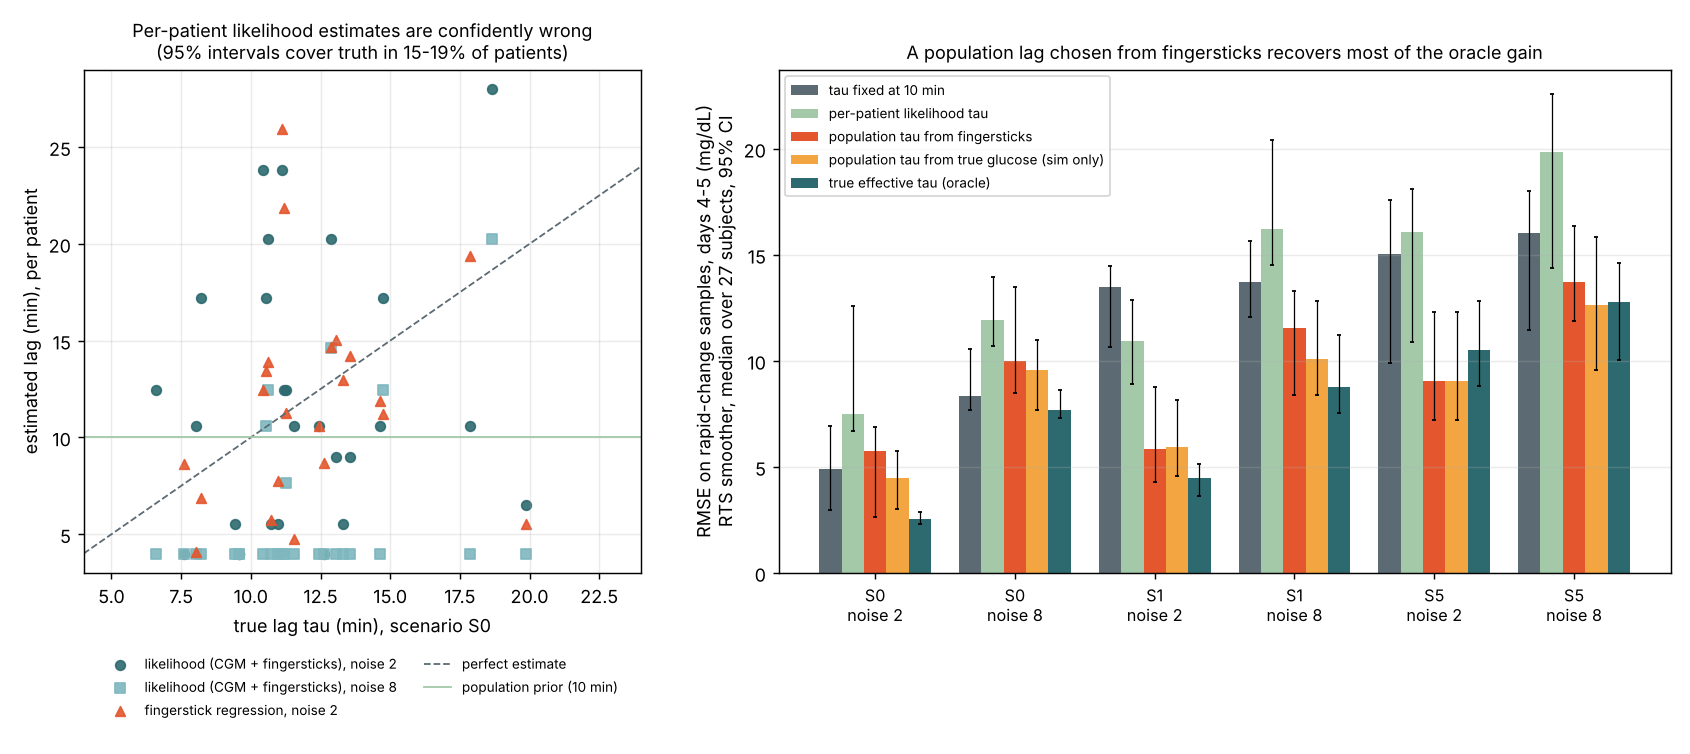 Per-patient likelihood estimates are confidently wrong
(95% intervals cover truth in 15-19% of patients)
estimated lag (min), per patient
25
20
15
10
5
5.0 7.5 10.0 12.5 15.0 17.5 20.0 22.5
true lag tau (min), scenario S0
likelihood (CGM + fingersticks), noise 2
likelihood (CGM + fingersticks), noise 8
fingerstick regression, noise 2
perfect estimate
population prior (10 min)
A population lag chosen from fingersticks recovers most of the oracle gain
RMSE on rapid-change samples, days 4-5 (mg/dL)
RTS smoother, median over 27 subjects, 95% CI
tau fixed at 10 min
per-patient likelihood tau
population tau from fingersticks
population tau from true glucose (sim only)
true effective tau (oracle)
20
15
10
5
0
S0
noise 2
S0
noise 8
S1
noise 2
S1
noise 8
S5
noise 2
S5
noise 8